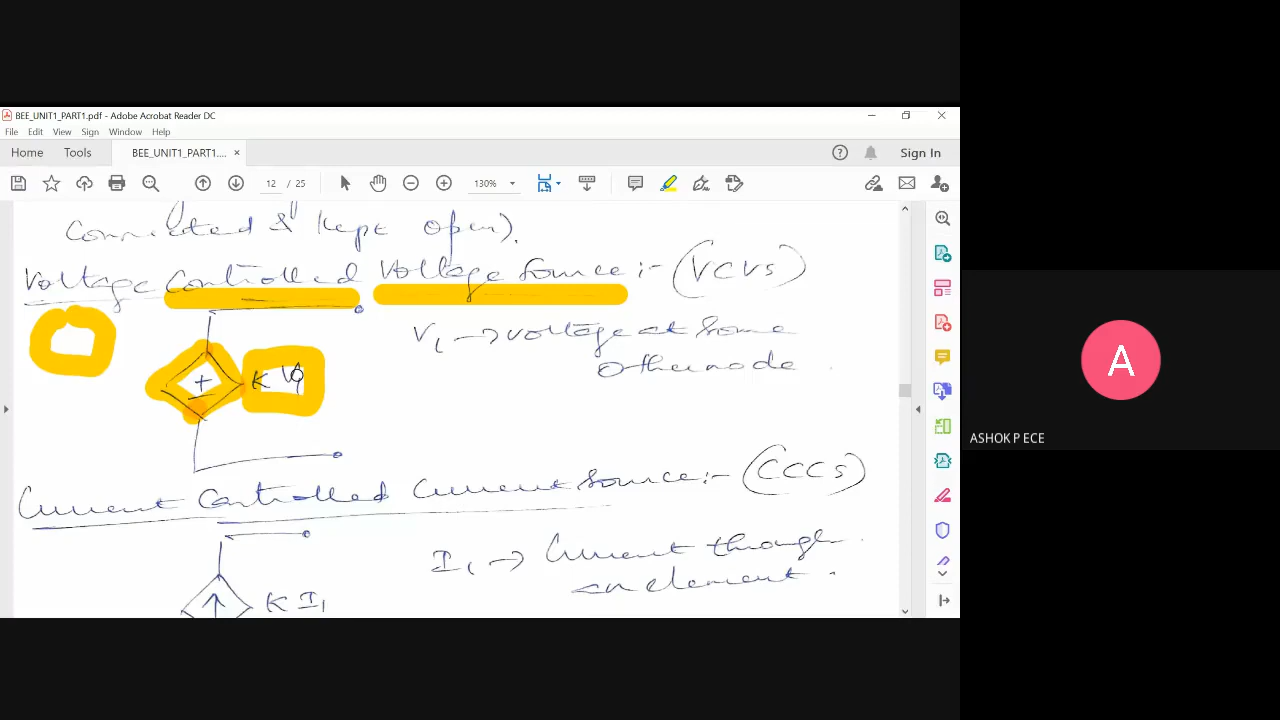 BEE_UNIT1_PART1.pdf - Adobe Acrobat Reader DC
File Edit View Sign Window Help
Home Tools BEE_UNIT1_PART1.... × Sign In
12 / 25 130%
Connected & kept open).
Voltage Controlled Voltage Source :- (VCVS)
V1 → voltage at some
other node
+
K V1
Current Controlled Current Source :- (CCCS)
I1 → Current through
an element
K I1
A
ASHOK P ECE